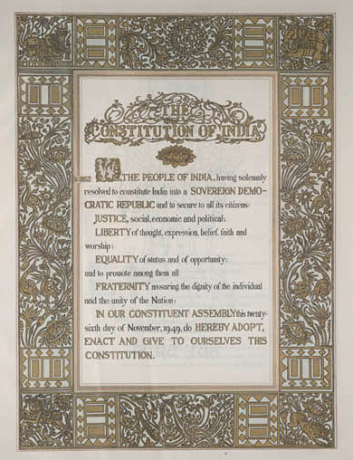 THE
CONSTITUTION OF INDIA
WE, THE PEOPLE OF INDIA, having solemnly
resolved to constitute India into a SOVEREIGN DEMO-
CRATIC REPUBLIC and to secure to all its citizens:
JUSTICE, social, economic and political;
LIBERTY of thought, expression, belief, faith and
worship;
EQUALITY of status and of opportunity;
and to promote among them all
FRATERNITY assuring the dignity of the individual
and the unity of the Nation;
IN OUR CONSTITUENT ASSEMBLY this twenty-
sixth day of November, 1949, do HEREBY ADOPT,
ENACT AND GIVE TO OURSELVES THIS
CONSTITUTION.